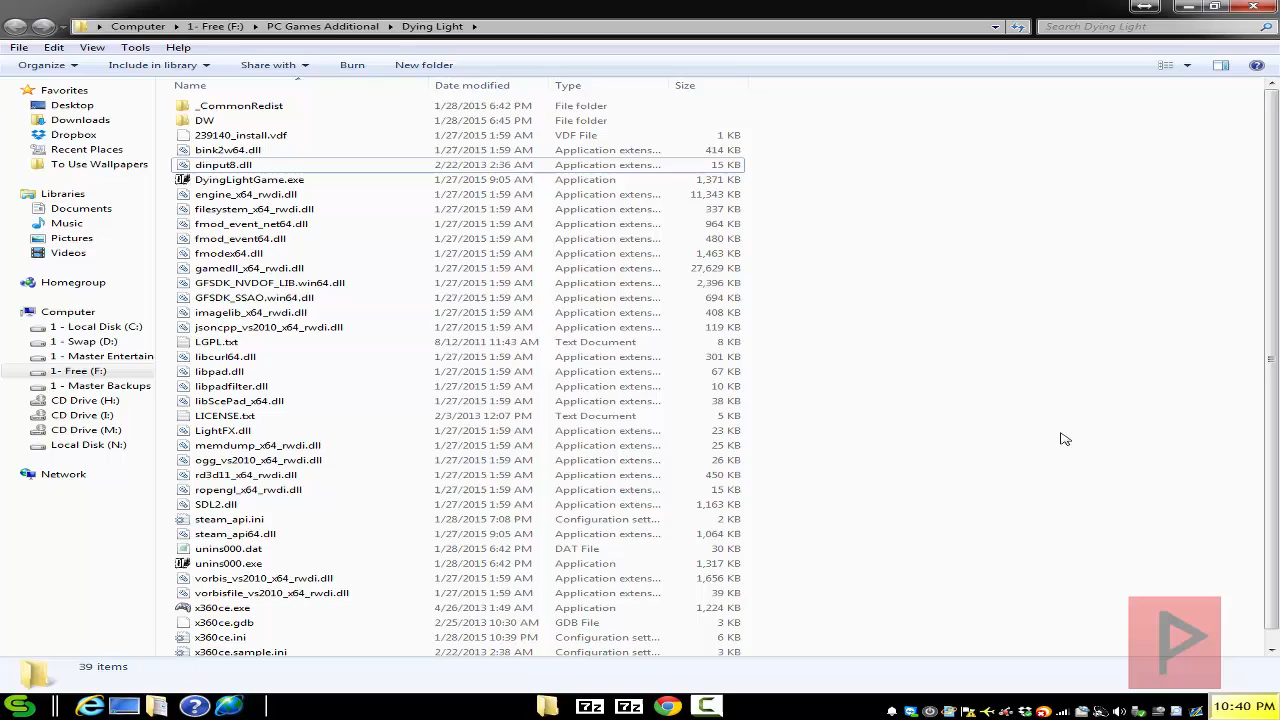 Computer ▸ 1- Free (F:) ▸ PC Games Additional ▸ Dying Light ▸
Search Dying Light
File Edit View Tools Help
Organize Include in library Share with Burn New folder
Name Date modified Type Size
Favorites
Desktop
Downloads
Dropbox
Recent Places
To Use Wallpapers
Libraries
Documents
Music
Pictures
Videos
Homegroup
Computer
1 - Local Disk (C:)
1 - Swap (D:)
1 - Master Entertain
1- Free (F:)
1 - Master Backups
CD Drive (H:)
CD Drive (I:)
CD Drive (M:)
Local Disk (N:)
Network
_CommonRedist 1/28/2015 6:42 PM File folder
DW 1/28/2015 6:45 PM File folder
239140_install.vdf 1/27/2015 1:59 AM VDF File 1 KB
bink2w64.dll 1/27/2015 1:59 AM Application extens... 414 KB
dinput8.dll 2/22/2013 2:36 AM Application extens... 15 KB
DyingLightGame.exe 1/27/2015 9:05 AM Application 1,371 KB
engine_x64_rwdi.dll 1/27/2015 1:59 AM Application extens... 11,343 KB
filesystem_x64_rwdi.dll 1/27/2015 1:59 AM Application extens... 337 KB
fmod_event_net64.dll 1/27/2015 1:59 AM Application extens... 964 KB
fmod_event64.dll 1/27/2015 1:59 AM Application extens... 480 KB
fmodex64.dll 1/27/2015 1:59 AM Application extens... 1,463 KB
gamedll_x64_rwdi.dll 1/27/2015 1:59 AM Application extens... 27,629 KB
GFSDK_NVDOF_LIB.win64.dll 1/27/2015 1:59 AM Application extens... 2,396 KB
GFSDK_SSAO.win64.dll 1/27/2015 1:59 AM Application extens... 694 KB
imagelib_x64_rwdi.dll 1/27/2015 1:59 AM Application extens... 408 KB
jsoncpp_vs2010_x64_rwdi.dll 1/27/2015 1:59 AM Application extens... 119 KB
LGPL.txt 8/12/2011 11:43 AM Text Document 8 KB
libcurl64.dll 1/27/2015 1:59 AM Application extens... 301 KB
libpad.dll 1/27/2015 1:59 AM Application extens... 67 KB
libpadfilter.dll 1/27/2015 1:59 AM Application extens... 10 KB
libScePad_x64.dll 1/27/2015 1:59 AM Application extens... 38 KB
LICENSE.txt 2/3/2013 12:07 PM Text Document 5 KB
LightFX.dll 1/27/2015 1:59 AM Application extens... 23 KB
memdump_x64_rwdi.dll 1/27/2015 1:59 AM Application extens... 25 KB
ogg_vs2010_x64_rwdi.dll 1/27/2015 1:59 AM Application extens... 26 KB
rd3d11_x64_rwdi.dll 1/27/2015 1:59 AM Application extens... 450 KB
ropengl_x64_rwdi.dll 1/27/2015 1:59 AM Application extens... 15 KB
SDL2.dll 1/27/2015 1:59 AM Application extens... 1,163 KB
steam_api.ini 1/28/2015 7:08 PM Configuration sett... 2 KB
steam_api64.dll 1/27/2015 9:05 AM Application extens... 1,064 KB
unins000.dat 1/28/2015 6:42 PM DAT File 30 KB
unins000.exe 1/28/2015 6:42 PM Application 1,317 KB
vorbis_vs2010_x64_rwdi.dll 1/27/2015 1:59 AM Application extens... 1,656 KB
vorbisfile_vs2010_x64_rwdi.dll 1/27/2015 1:59 AM Application extens... 39 KB
x360ce.exe 4/26/2013 1:49 AM Application 1,224 KB
x360ce.gdb 2/25/2013 10:30 AM GDB File 3 KB
x360ce.ini 1/28/2015 10:39 PM Configuration sett... 6 KB
x360ce.sample.ini 2/22/2013 2:38 AM Configuration sett... 3 KB
39 items
P
7z 7z
10:40 PM